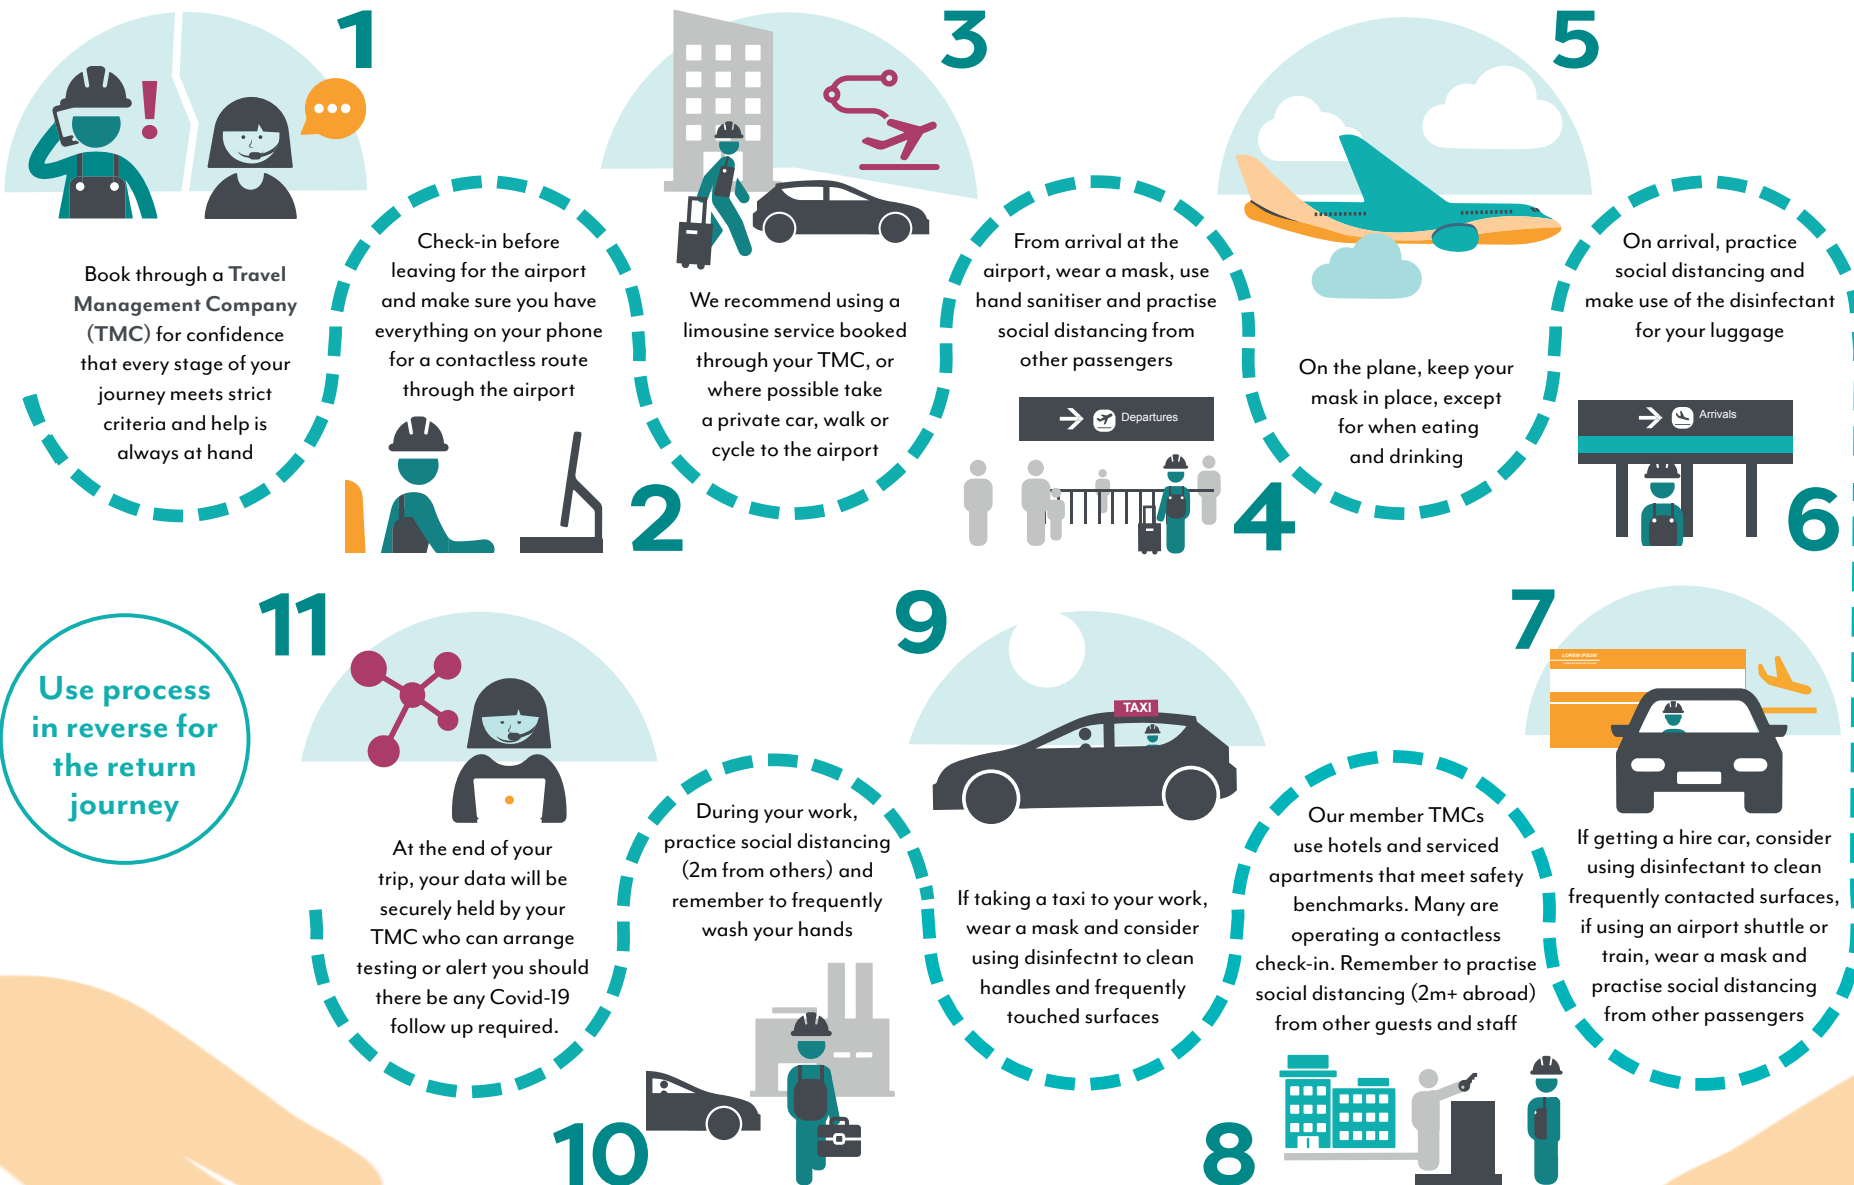 1
Book through a Travel
Management Company
(TMC) for confidence
that every stage of your
journey meets strict
criteria and help is
always at hand
2
Check-in before
leaving for the airport
and make sure you have
everything on your phone
for a contactless route
through the airport
3
We recommend using a
limousine service booked
through your TMC, or
where possible take
a private car, walk or
cycle to the airport
4
From arrival at the
airport, wear a mask, use
hand sanitiser and practise
social distancing from
other passengers
Departures
5
On the plane, keep your
mask in place, except
for when eating
and drinking
6
On arrival, practice
social distancing and
make use of the disinfectant
for your luggage
Arrivals
7
LOREM IPSUM
If getting a hire car, consider
using disinfectant to clean
frequently contacted surfaces,
if using an airport shuttle or
train, wear a mask and
practise social distancing
from other passengers
8
Our member TMCs
use hotels and serviced
apartments that meet safety
benchmarks. Many are
operating a contactless
check-in. Remember to practise
social distancing (2m+ abroad)
from other guests and staff
9
TAXI
If taking a taxi to your work,
wear a mask and consider
using disinfectnt to clean
handles and frequently
touched surfaces
10
During your work,
practice social distancing
(2m from others) and
remember to frequently
wash your hands
11
At the end of your
trip, your data will be
securely held by your
TMC who can arrange
testing or alert you should
there be any Covid-19
follow up required.
Use process
in reverse for
the return
journey